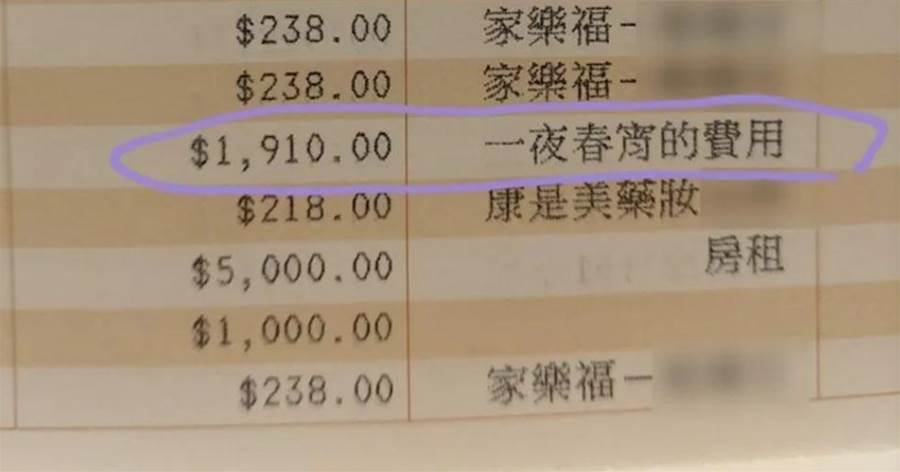 $238.00 家樂福-
$238.00 家樂福-
$1,910.00 一夜春宵的費用
$218.00 康是美藥妝
$5,000.00 房租
$1,000.00
$238.00 家樂福-